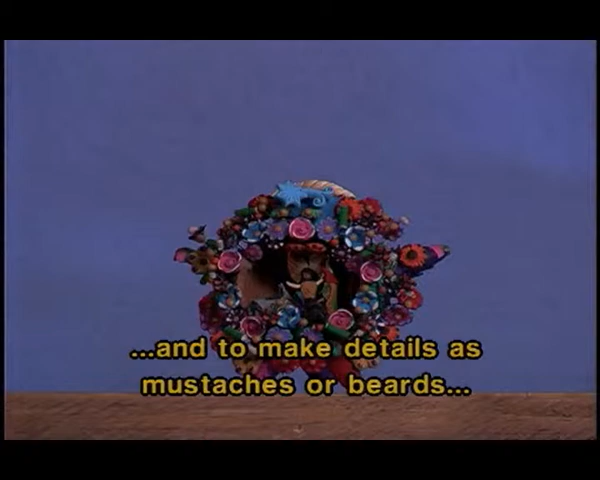 ...and to make details as
mustaches or beards...